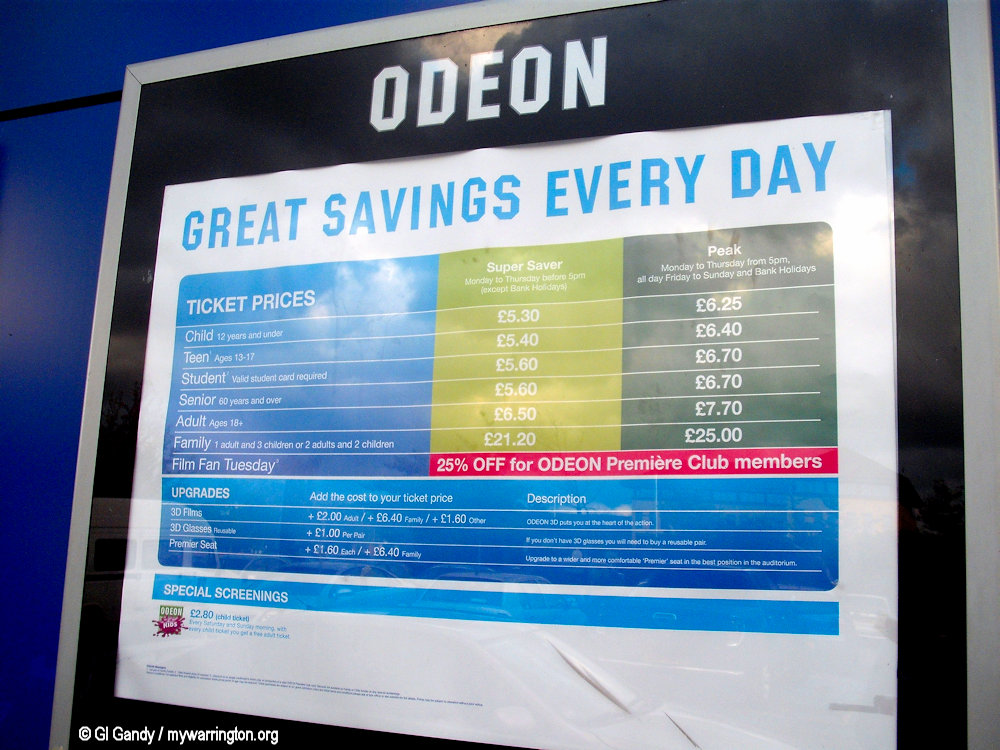 ODEON
GREAT SAVINGS EVERY DAY
TICKET PRICES
Super Saver
Monday to Thursday before 5pm
(except Bank Holidays)
Peak
Monday to Thursday from 5pm,
all day Friday to Sunday and Bank Holidays
Child 12 years and under £5.30 £6.25
Teen Ages 13-17 £5.40 £6.40
Student Valid student card required £5.60 £6.70
Senior 60 years and over £5.60 £6.70
Adult Ages 18+ £6.50 £7.70
Family 1 adult and 3 children or 2 adults and 2 children £21.20 £25.00
Film Fan Tuesday 25% OFF for ODEON Première Club members
UPGRADES Add the cost to your ticket price Description
3D Films + £2.00 Adult / + £6.40 Family / + £1.60 Other ODEON 3D puts you at the heart of the action.
3D Glasses Reusable + £1.00 Per Pair If you don't have 3D glasses you will need to buy a reusable pair.
Premier Seat + £1.60 Each / + £6.40 Family Upgrade to a wider and more comfortable 'Premier' seat in the best position in the auditorium.
SPECIAL SCREENINGS
ODEON
KIDS
£2.80 (child ticket)
Every Saturday and Sunday morning, with
every child ticket you get a free adult ticket
© GI Gandy / mywarrington.org